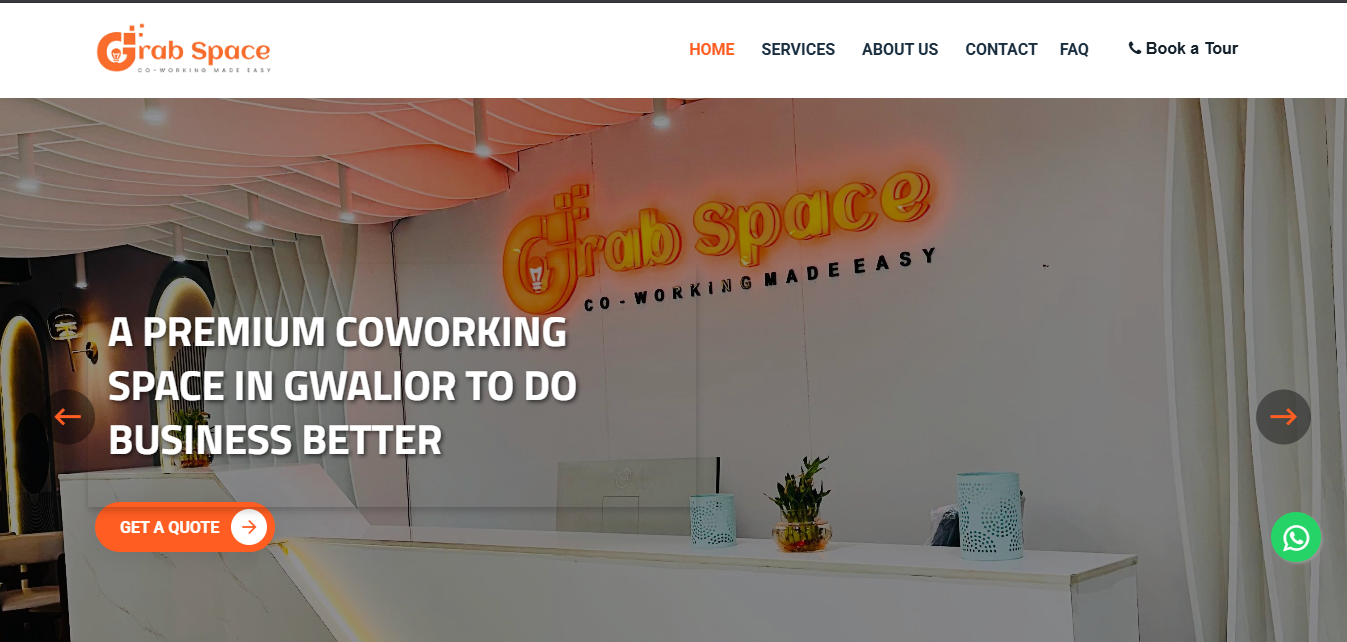 Grab Space
CO-WORKING MADE EASY
HOME SERVICES ABOUT US CONTACT FAQ Book a Tour
Grab Space
CO-WORKING MADE EASY
A PREMIUM COWORKING
SPACE IN GWALIOR TO DO
BUSINESS BETTER
GET A QUOTE